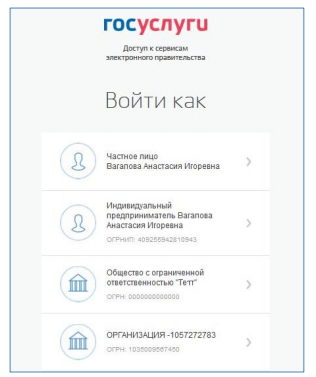 госуслуги
Доступ к сервисам
электронного правительства
Войти как
Частное лицо
Вагапова Анастасия Игоревна
Индивидуальный
предприниматель Вагапова
Анастасия Игоревна
ОГРНИП: 409255942810943
Общество с ограниченной
ответственностью "Тетт"
ОГРН: 0000000000000
ОРГАНИЗАЦИЯ -1057272783
ОГРН: 1035009567450